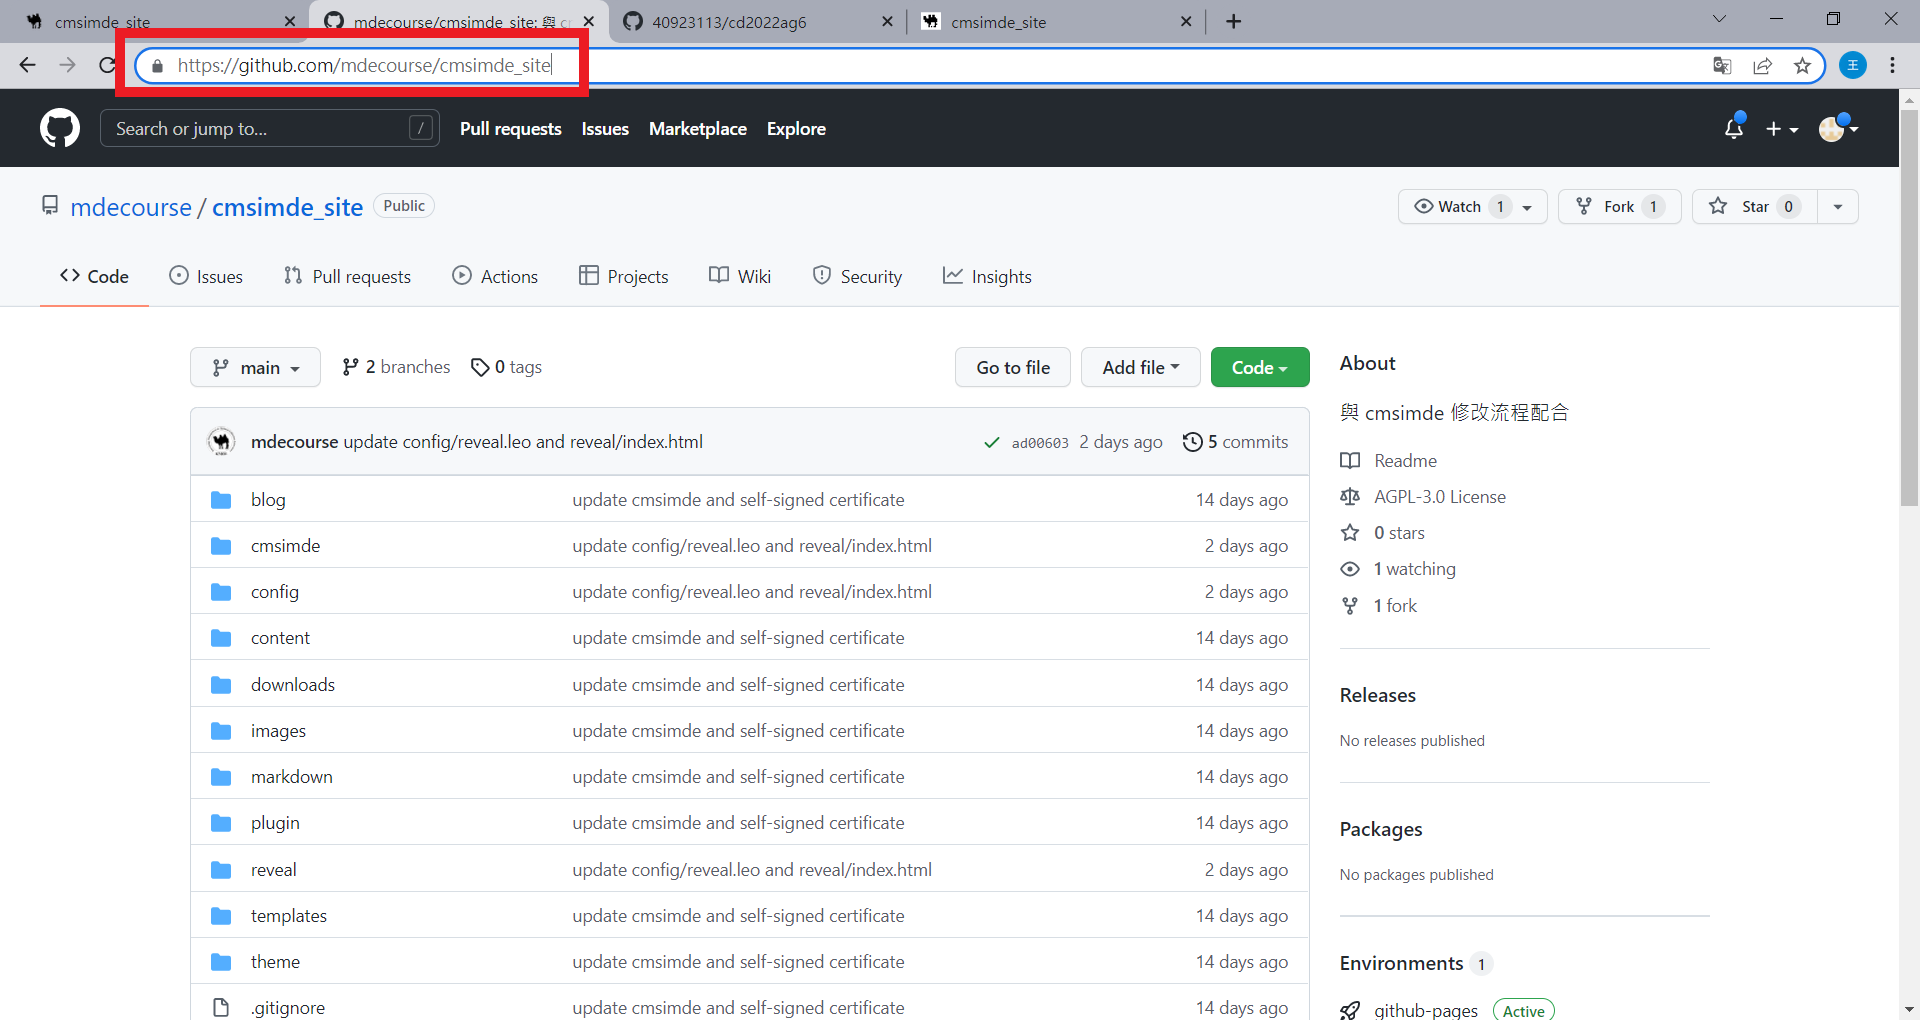 cmsimde_site
mdecourse/cmsimde_site: 與
40923113/cd2022ag6
cmsimde_site
https://github.com/mdecourse/cmsimde_site
王
Search or jump to... /
Pull requests Issues Marketplace Explore
mdecourse / cmsimde_site Public
Watch 1 Fork 1 Star 0
Code Issues Pull requests Actions Projects Wiki Security Insights
main 2 branches 0 tags Go to file Add file Code
mdecourse update config/reveal.leo and reveal/index.html ad00603 2 days ago 5 commits
blog update cmsimde and self-signed certificate 14 days ago
cmsimde update config/reveal.leo and reveal/index.html 2 days ago
config update config/reveal.leo and reveal/index.html 2 days ago
content update cmsimde and self-signed certificate 14 days ago
downloads update cmsimde and self-signed certificate 14 days ago
images update cmsimde and self-signed certificate 14 days ago
markdown update cmsimde and self-signed certificate 14 days ago
plugin update cmsimde and self-signed certificate 14 days ago
reveal update config/reveal.leo and reveal/index.html 2 days ago
templates update cmsimde and self-signed certificate 14 days ago
theme update cmsimde and self-signed certificate 14 days ago
.gitignore update cmsimde and self-signed certificate 14 days ago
About
與 cmsimde 修改流程配合
Readme
AGPL-3.0 License
0 stars
1 watching
1 fork
Releases
No releases published
Packages
No packages published
Environments 1
github-pages Active